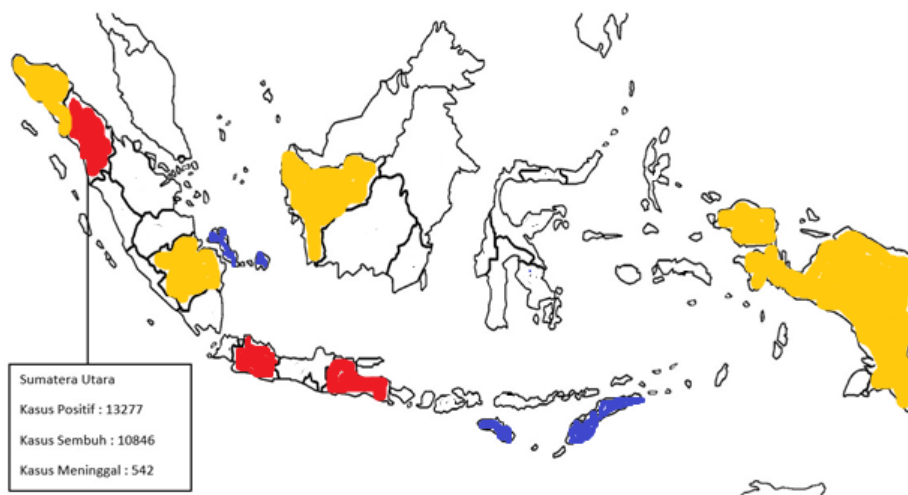 Sumatera Utara
Kasus Positif : 13277
Kasus Sembuh : 10846
Kasus Meninggal : 542